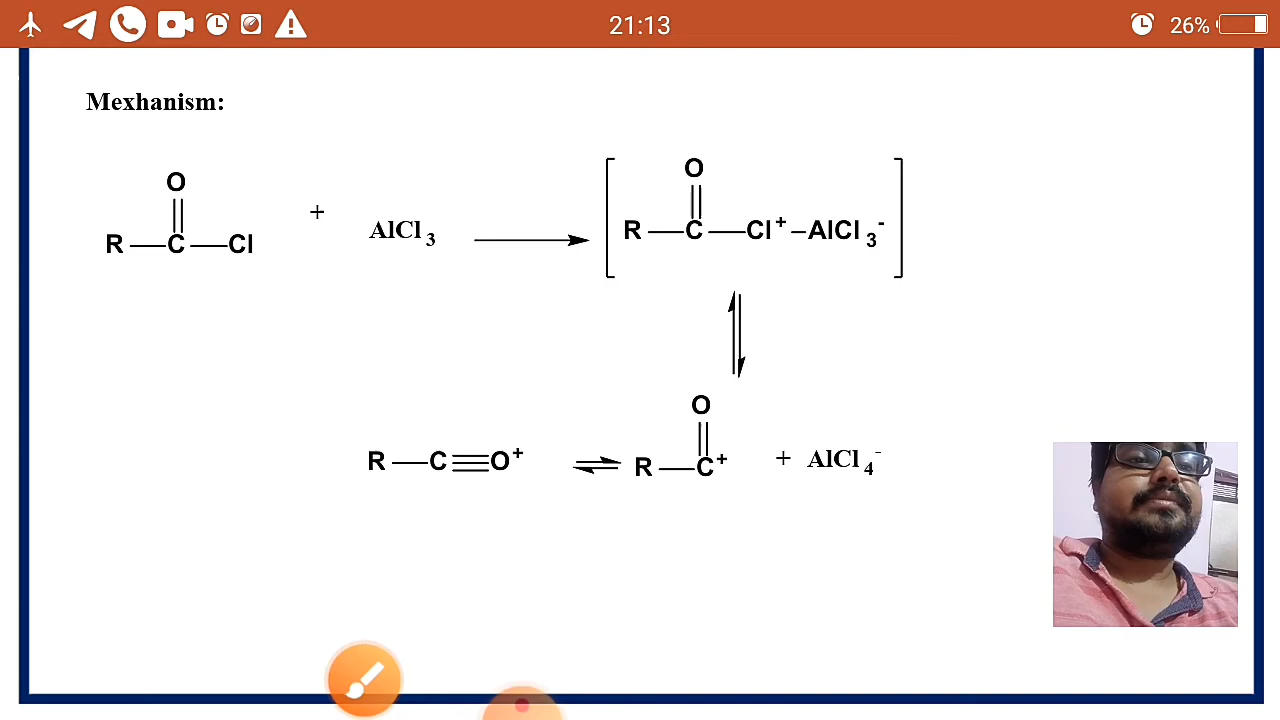 21:13
26%
Mexhanism:
O
R—C—Cl
+
AlCl3
O
R—C—Cl+–AlCl3-
O
R—C≡O+
R—C+
+ AlCl4-